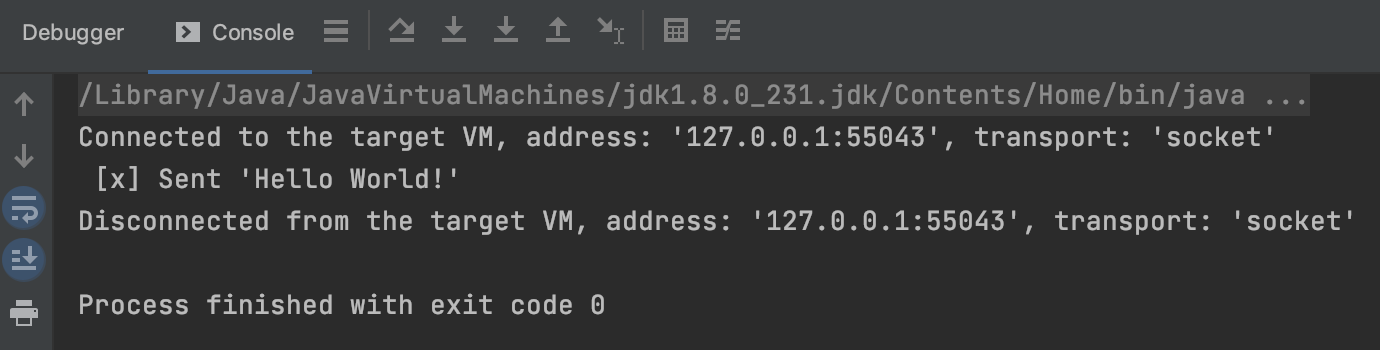 Debugger Console
/Library/Java/JavaVirtualMachines/jdk1.8.0_231.jdk/Contents/Home/bin/java ...
Connected to the target VM, address: '127.0.0.1:55043', transport: 'socket'
 [x] Sent 'Hello World!'
Disconnected from the target VM, address: '127.0.0.1:55043', transport: 'socket'
Process finished with exit code 0